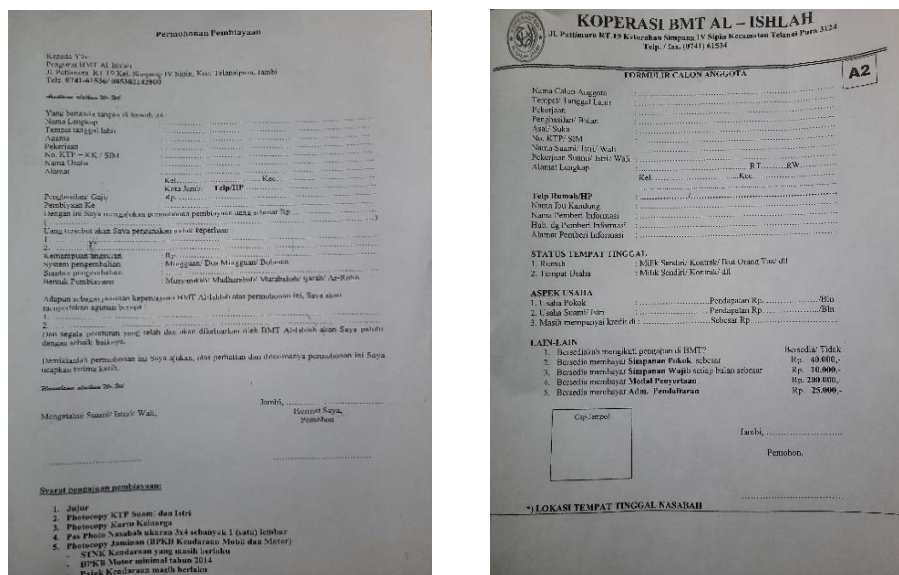 Permohonan Pembiayaan
Kepada Yth.
Pengurus BMT Al Ishlah
Jl. Pattimura RT 19 Kel. Simpang IV Sipin, Kec. Telanaipura, Jambi
Telp. 0741-61536/
Yang bertanda tangan di bawah ini
Nama Lengkap :
Tempat tanggal lahir :
Agama :
Pekerjaan :
No. KTP – KK / SIM :
Nama Usaha :
Alamat :
Kel. Kec.
Kota Jambi Telp/HP
Penghasilan/ Gaji : Rp.
Pembiyaan Ke :
Dengan ini Saya mengajukan permohonan pembiayaan uang sebesar Rp
( )
Uang tersebut akan Saya pergunakan untuk keperluan
1.
2.
Kemampuan angsuran : Rp
System pengembalian : Mingguan/ Dua Mingguan/ Bulanan
Sumber pengembalian :
Bentuk Pembiayaan : Musyarakah/ Mudharabah/ Murabahah/ Ijarah/ Ar-Rahn
Adapun sebagai jaminan kepercayaan BMT Al-Ishlah atas permohonan ini, Saya akan
menyertakan agunan berupa :
1.
2.
Dan segala peraturan yang telah dan akan dikeluarkan oleh BMT Al-Ishlah akan Saya patuhi
dengan sebaik baiknya.
Demikianlah permohonan ini Saya ajukan, atas perhatian dan diterimanya permohonan ini Saya
ucapkan terima kasih.
Jambi,
Mengetahui Suami/ Isteri/ Wali, Hormat Saya,
Pemohon
Syarat pengajuan pembiayaan:
1. Jujur
2. Photocopy KTP Suami dan Istri
3. Photocopy Kartu Keluarga
4. Pas Photo Nasabah ukuran 3x4 sebanyak 1 (satu) lembar
5. Photocopy Jaminan (BPKB Kendaraan Mobil dan Motor)
- STNK Kendaraan yang masih berlaku
- BPKB Motor minimal tahun 2014
- Pajak Kendaraan masih berlaku
KOPERASI BMT AL – ISHLAH
Jl. Pattimura RT.19 Kelurahan Simpang IV Sipin Kecamatan Telanai Pura 3124
Telp. / fax. (0741) 61534
FORMULIR CALON ANGGOTA
A2
Nama Calon Anggota :
Tempat/ Tanggal Lahir :
Pekerjaan :
Penghasilan/ Bulan :
Asal/ Suku :
No. KTP/ SIM :
Nama Suami/ Istri/ Wali :
Pekerjaan Suami/ Istri/ Wali :
Alamat Lengkap : RT. RW.
Kel. Kec.
Telp Rumah/HP : /
Nama Ibu Kandung :
Nama Pemberi Informasi :
Hub. dg Pemberi Informasi :
Alamat Pemberi Informasi :
STATUS TEMPAT TINGGAL
1. Rumah : Milik Sendiri/ Kontrak/ Ikut Orang Tua/ dll
2. Tempat Usaha : Milik Sendiri/ Kontrak/ dll
ASPEK USAHA
1. Usaha Pokok : Pendapatan Rp. /Bln
2. Usaha Suami/ Istri : Pendapatan Rp. /Bln
3. Masih mempunyai kredit di : Sebesar Rp
LAIN-LAIN
1. Bersediakah mengikuti pengajian di BMT? Bersedia/ Tidak
2. Bersedia membayar Simpanan Pokok sebesar Rp. 40.000,-
3. Bersedia membayar Simpanan Wajib setiap bulan sebesar Rp. 10.000,-
4. Bersedia membayar Modal Penyertaan Rp. 200.000,-
5. Bersedia membayar Adm. Pendaftaran Rp. 25.000,-
Cap Jempol
Jambi,
Pemohon,
*) LOKASI TEMPAT TINGGAL NASABAH